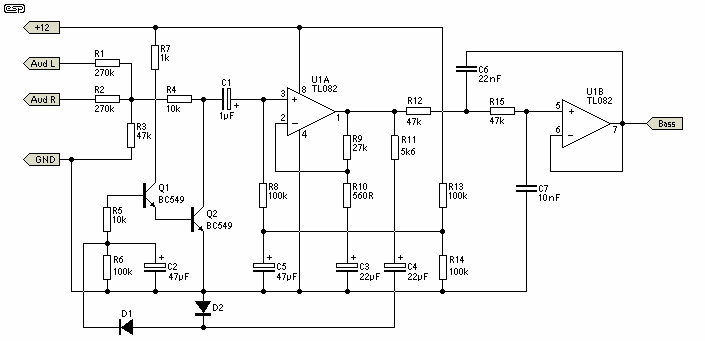 ESP
+12
Aud L
Aud R
GND
R1
270k
R2
270k
R3
47k
R7
1k
R4
10k
C1
+
1µF
U1A
TL082
3
+
8
2
−
4
1
R9
27k
R10
560R
R11
5k6
R12
47k
C6
22nF
R15
47k
U1B
TL082
5
+
6
−
7
Bass
R5
10k
R6
100k
Q1
BC549
Q2
BC549
+
C2
47µF
R8
100k
+
C5
47µF
+
C3
22µF
+
C4
22µF
R13
100k
R14
100k
C7
10nF
D1
D2